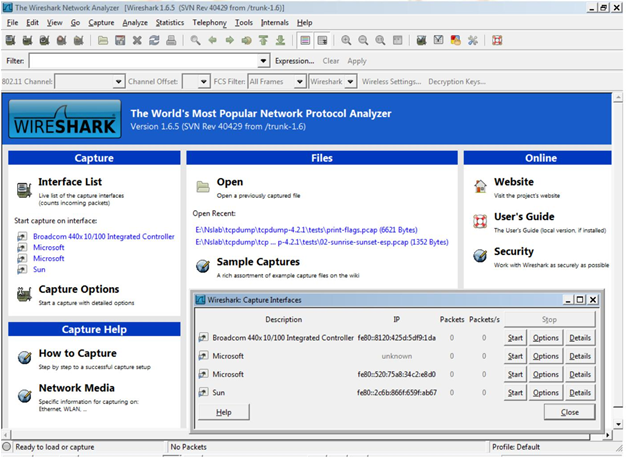 The Wireshark Network Analyzer [Wireshark 1.6.5 (SVN Rev 40429 from /trunk-1.6)]
File Edit View Go Capture Analyze Statistics Telephony Tools Internals Help
Filter: Expression... Clear Apply
802.11 Channel: Channel Offset: FCS Filter: All Frames Wireshark Wireless Settings... Decryption Keys...
WIRESHARK
The World's Most Popular Network Protocol Analyzer
Version 1.6.5 (SVN Rev 40429 from /trunk-1.6)
Capture
Interface List
Live list of the capture interfaces
(counts incoming packets)
Start capture on interface:
Broadcom 440x 10/100 Integrated Controller
Microsoft
Microsoft
Sun
Capture Options
Start a capture with detailed options
Capture Help
How to Capture
Step by step to a successful capture setup
Network Media
Specific information for capturing on:
Ethernet, WLAN, ...
Files
Open
Open a previously captured file
Open Recent:
E:\Nslab\tcpdump\tcpdump-4.2.1\tests\print-flags.pcap (6621 Bytes)
E:\Nslab\tcpdump\tcp ... p-4.2.1\tests\02-sunrise-sunset-esp.pcap (1352 Bytes)
Sample Captures
A rich assortment of example capture files on the wiki
Online
Website
Visit the project's website
User's Guide
The User's Guide (local version, if installed)
Security
Work with Wireshark as securely as possible
Wireshark: Capture Interfaces
Description IP Packets Packets/s Stop
Broadcom 440x 10/100 Integrated Controller fe80::8120:425d:5df9:1da 0 0 Start Options Details
Microsoft unknown 0 0 Start Options Details
Microsoft fe80::520:75a8:34c2:e8d0 0 0 Start Options Details
Sun fe80::2c6b:866f:659f:ab67 0 0 Start Options Details
Help Close
Ready to load or capture No Packets Profile: Default